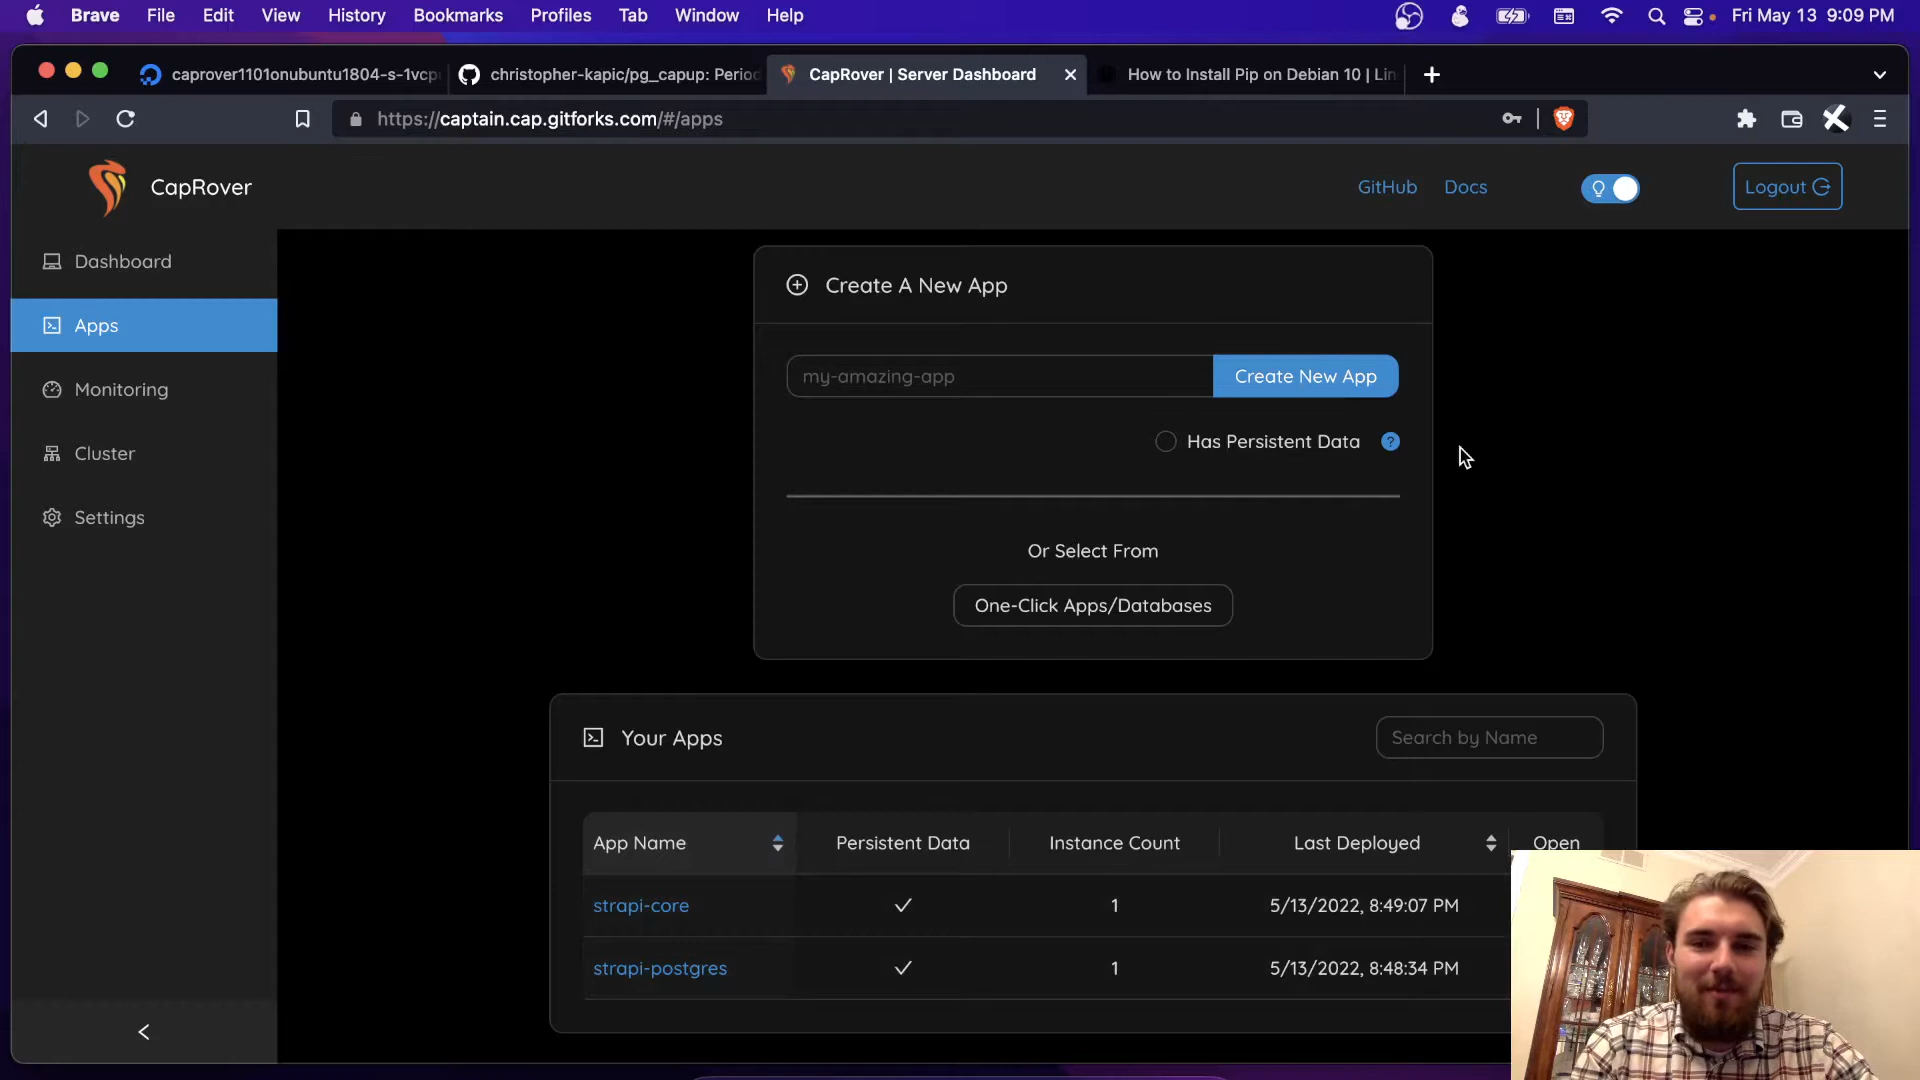 Brave File Edit View History Bookmarks Profiles Tab Window Help Fri May 13 9:09 PM
caprover1101onubuntu1804-s-1vcp christopher-kapic/pg_capup: Perio CapRover | Server Dashboard How to Install Pip on Debian 10 | Lin
https://captain.cap.gitforks.com/#/apps
CapRover GitHub Docs Logout
Dashboard
Apps
Monitoring
Cluster
Settings
Create A New App
my-amazing-app Create New App
Has Persistent Data ?
Or Select From
One-Click Apps/Databases
Your Apps Search by Name
App Name Persistent Data Instance Count Last Deployed Open
strapi-core 1 5/13/2022, 8:49:07 PM
strapi-postgres 1 5/13/2022, 8:48:34 PM